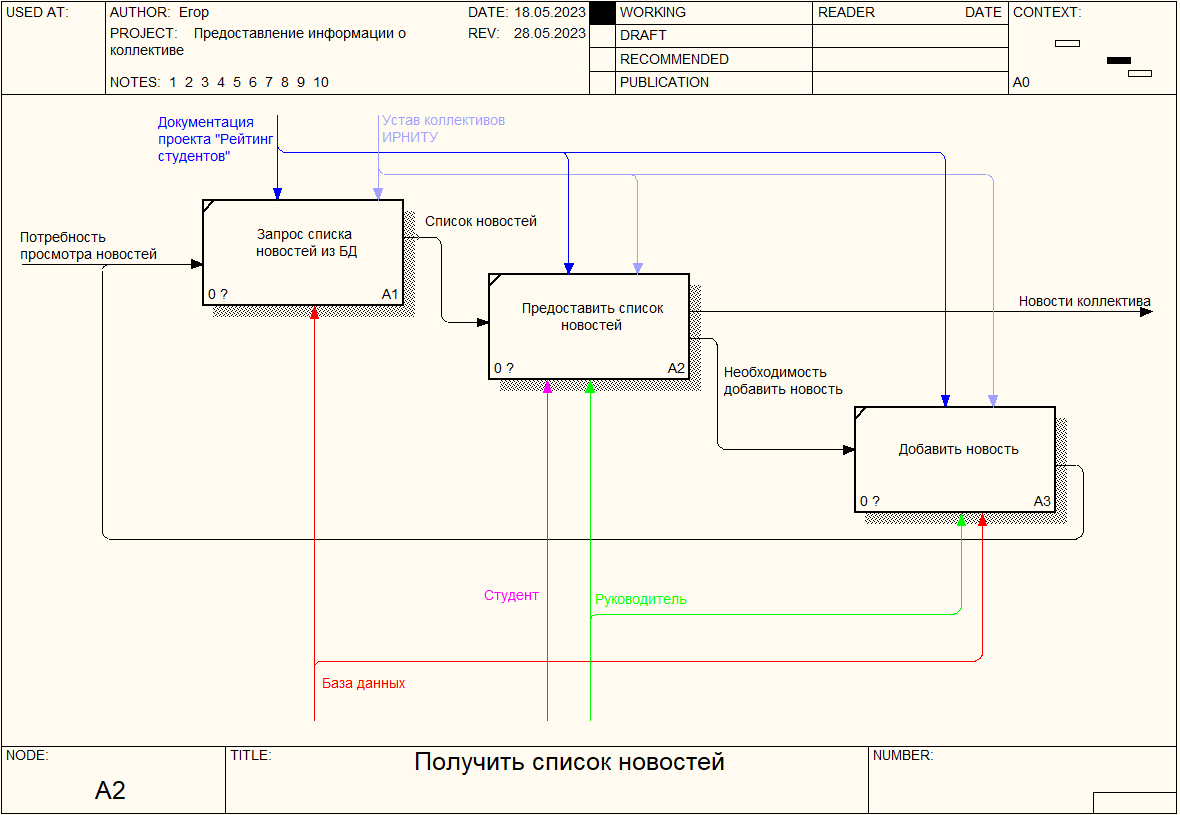 USED AT:
AUTHOR: Егор
DATE: 18.05.2023
PROJECT: Предоставление информации о
коллективе
REV: 28.05.2023
NOTES: 1 2 3 4 5 6 7 8 9 10
WORKING
DRAFT
RECOMMENDED
PUBLICATION
READER
DATE
CONTEXT:
A0
Документация
проекта "Рейтинг
студентов"
Устав коллективов
ИРНИТУ
Потребность
просмотра новостей
Запрос списка
новостей из БД
0 ?
A1
Список новостей
Предоставить список
новостей
0 ?
A2
Новости коллектива
Необходимость
добавить новость
Добавить новость
0 ?
A3
Студент
Руководитель
База данных
NODE:
A2
TITLE:
Получить список новостей
NUMBER: